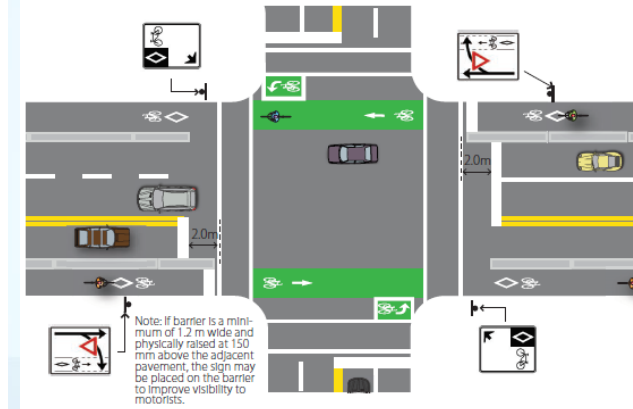 2.0m
2.0m
Note: If barrier is a mini-
mum of 1.2 m wide and
physically raised at 150
mm above the adjacent
pavement, the sign may
be placed on the barrier
to improve visibility to
motorists.